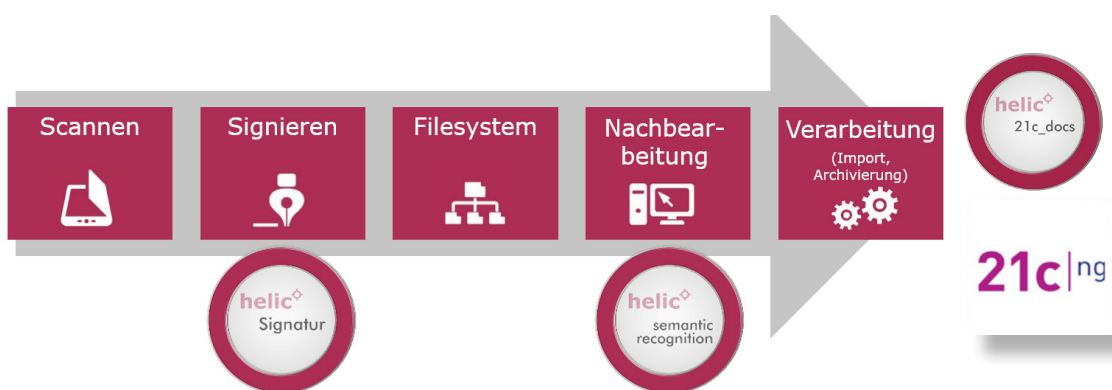 Scannen
Signieren
Filesystem
Nachbear-
beitung
Verarbeitung
(Import,
Archivierung)
helic
21c_docs
helic
Signatur
helic
semantic
recognition
21c|ng